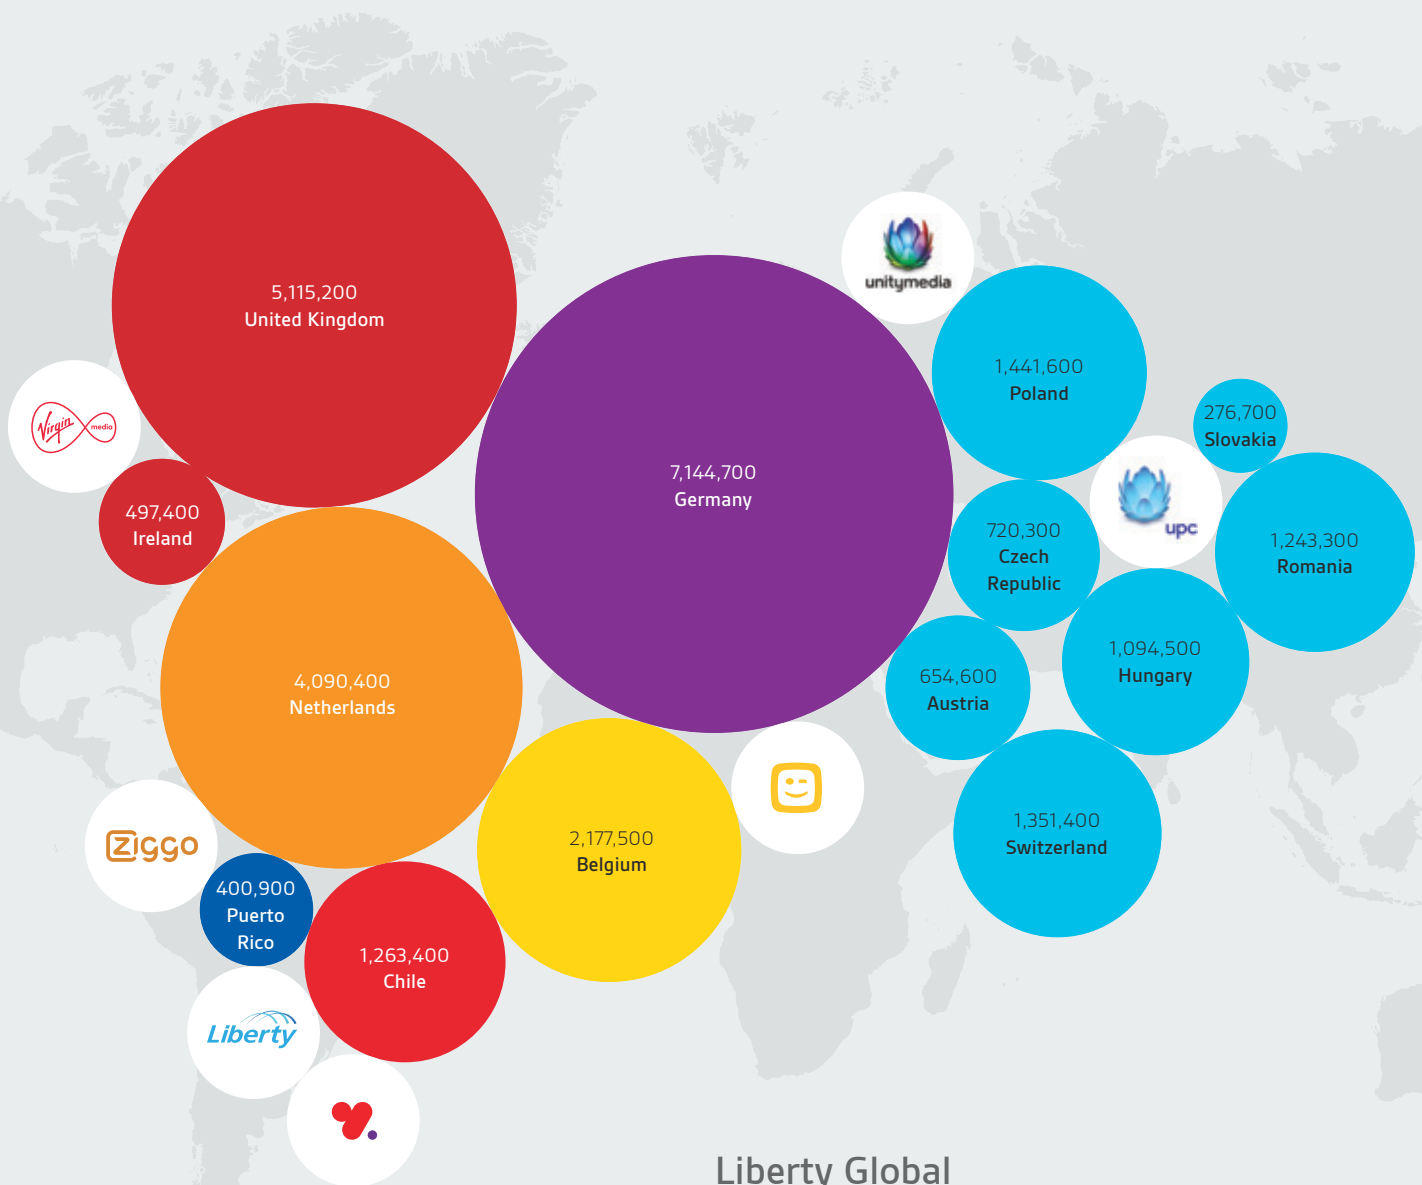 5,115,200
United Kingdom
unitymedia
1,441,600
Poland
276,700
Slovakia
Virgin
media
7,144,700
Germany
497,400
Ireland
720,300
Czech
Republic
upc
1,243,300
Romania
4,090,400
Netherlands
654,600
Austria
1,094,500
Hungary
ziggo
2,177,500
Belgium
1,351,400
Switzerland
400,900
Puerto
Rico
1,263,400
Chile
Liberty
Liberty Global